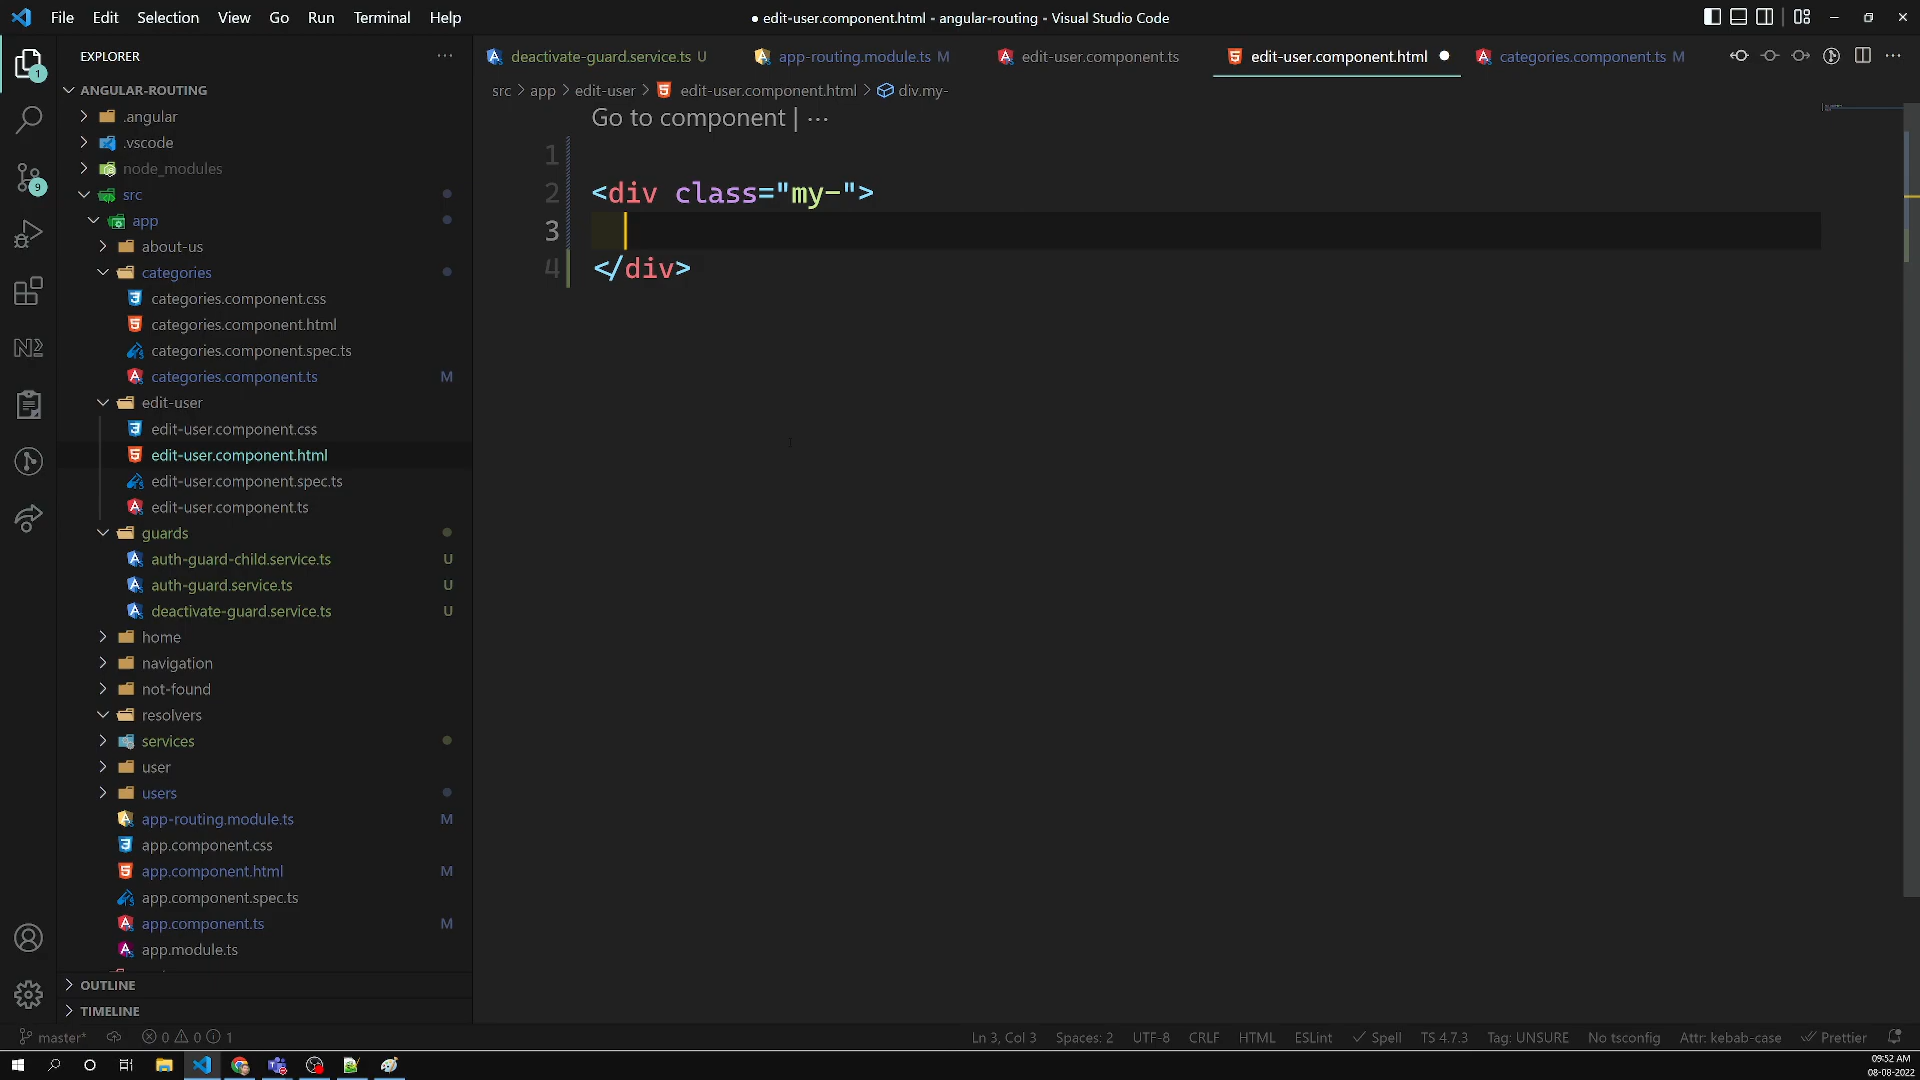 File Edit Selection View Go Run Terminal Help
● edit-user.component.html - angular-routing - Visual Studio Code
EXPLORER
ANGULAR-ROUTING
.angular
.vscode
node_modules
src
app
about-us
categories
categories.component.css
categories.component.html
categories.component.spec.ts
categories.component.ts M
edit-user
edit-user.component.css
edit-user.component.html
edit-user.component.spec.ts
edit-user.component.ts
guards
auth-guard-child.service.ts U
auth-guard.service.ts U
deactivate-guard.service.ts U
home
navigation
not-found
resolvers
services
user
users
app-routing.module.ts M
app.component.css
app.component.html M
app.component.spec.ts
app.component.ts M
app.module.ts
OUTLINE
TIMELINE
1
9
deactivate-guard.service.ts U
app-routing.module.ts M
edit-user.component.ts
edit-user.component.html
categories.component.ts M
src > app > edit-user > edit-user.component.html > div.my-
Go to component | ...
1
2 <div class="my-">
3
4 </div>
master* 0 0 1
Ln 3, Col 3 Spaces: 2 UTF-8 CRLF HTML ESLint Spell TS 4.7.3 Tag: UNSURE No tsconfig Attr: kebab-case Prettier
09:52 AM
08-08-2022